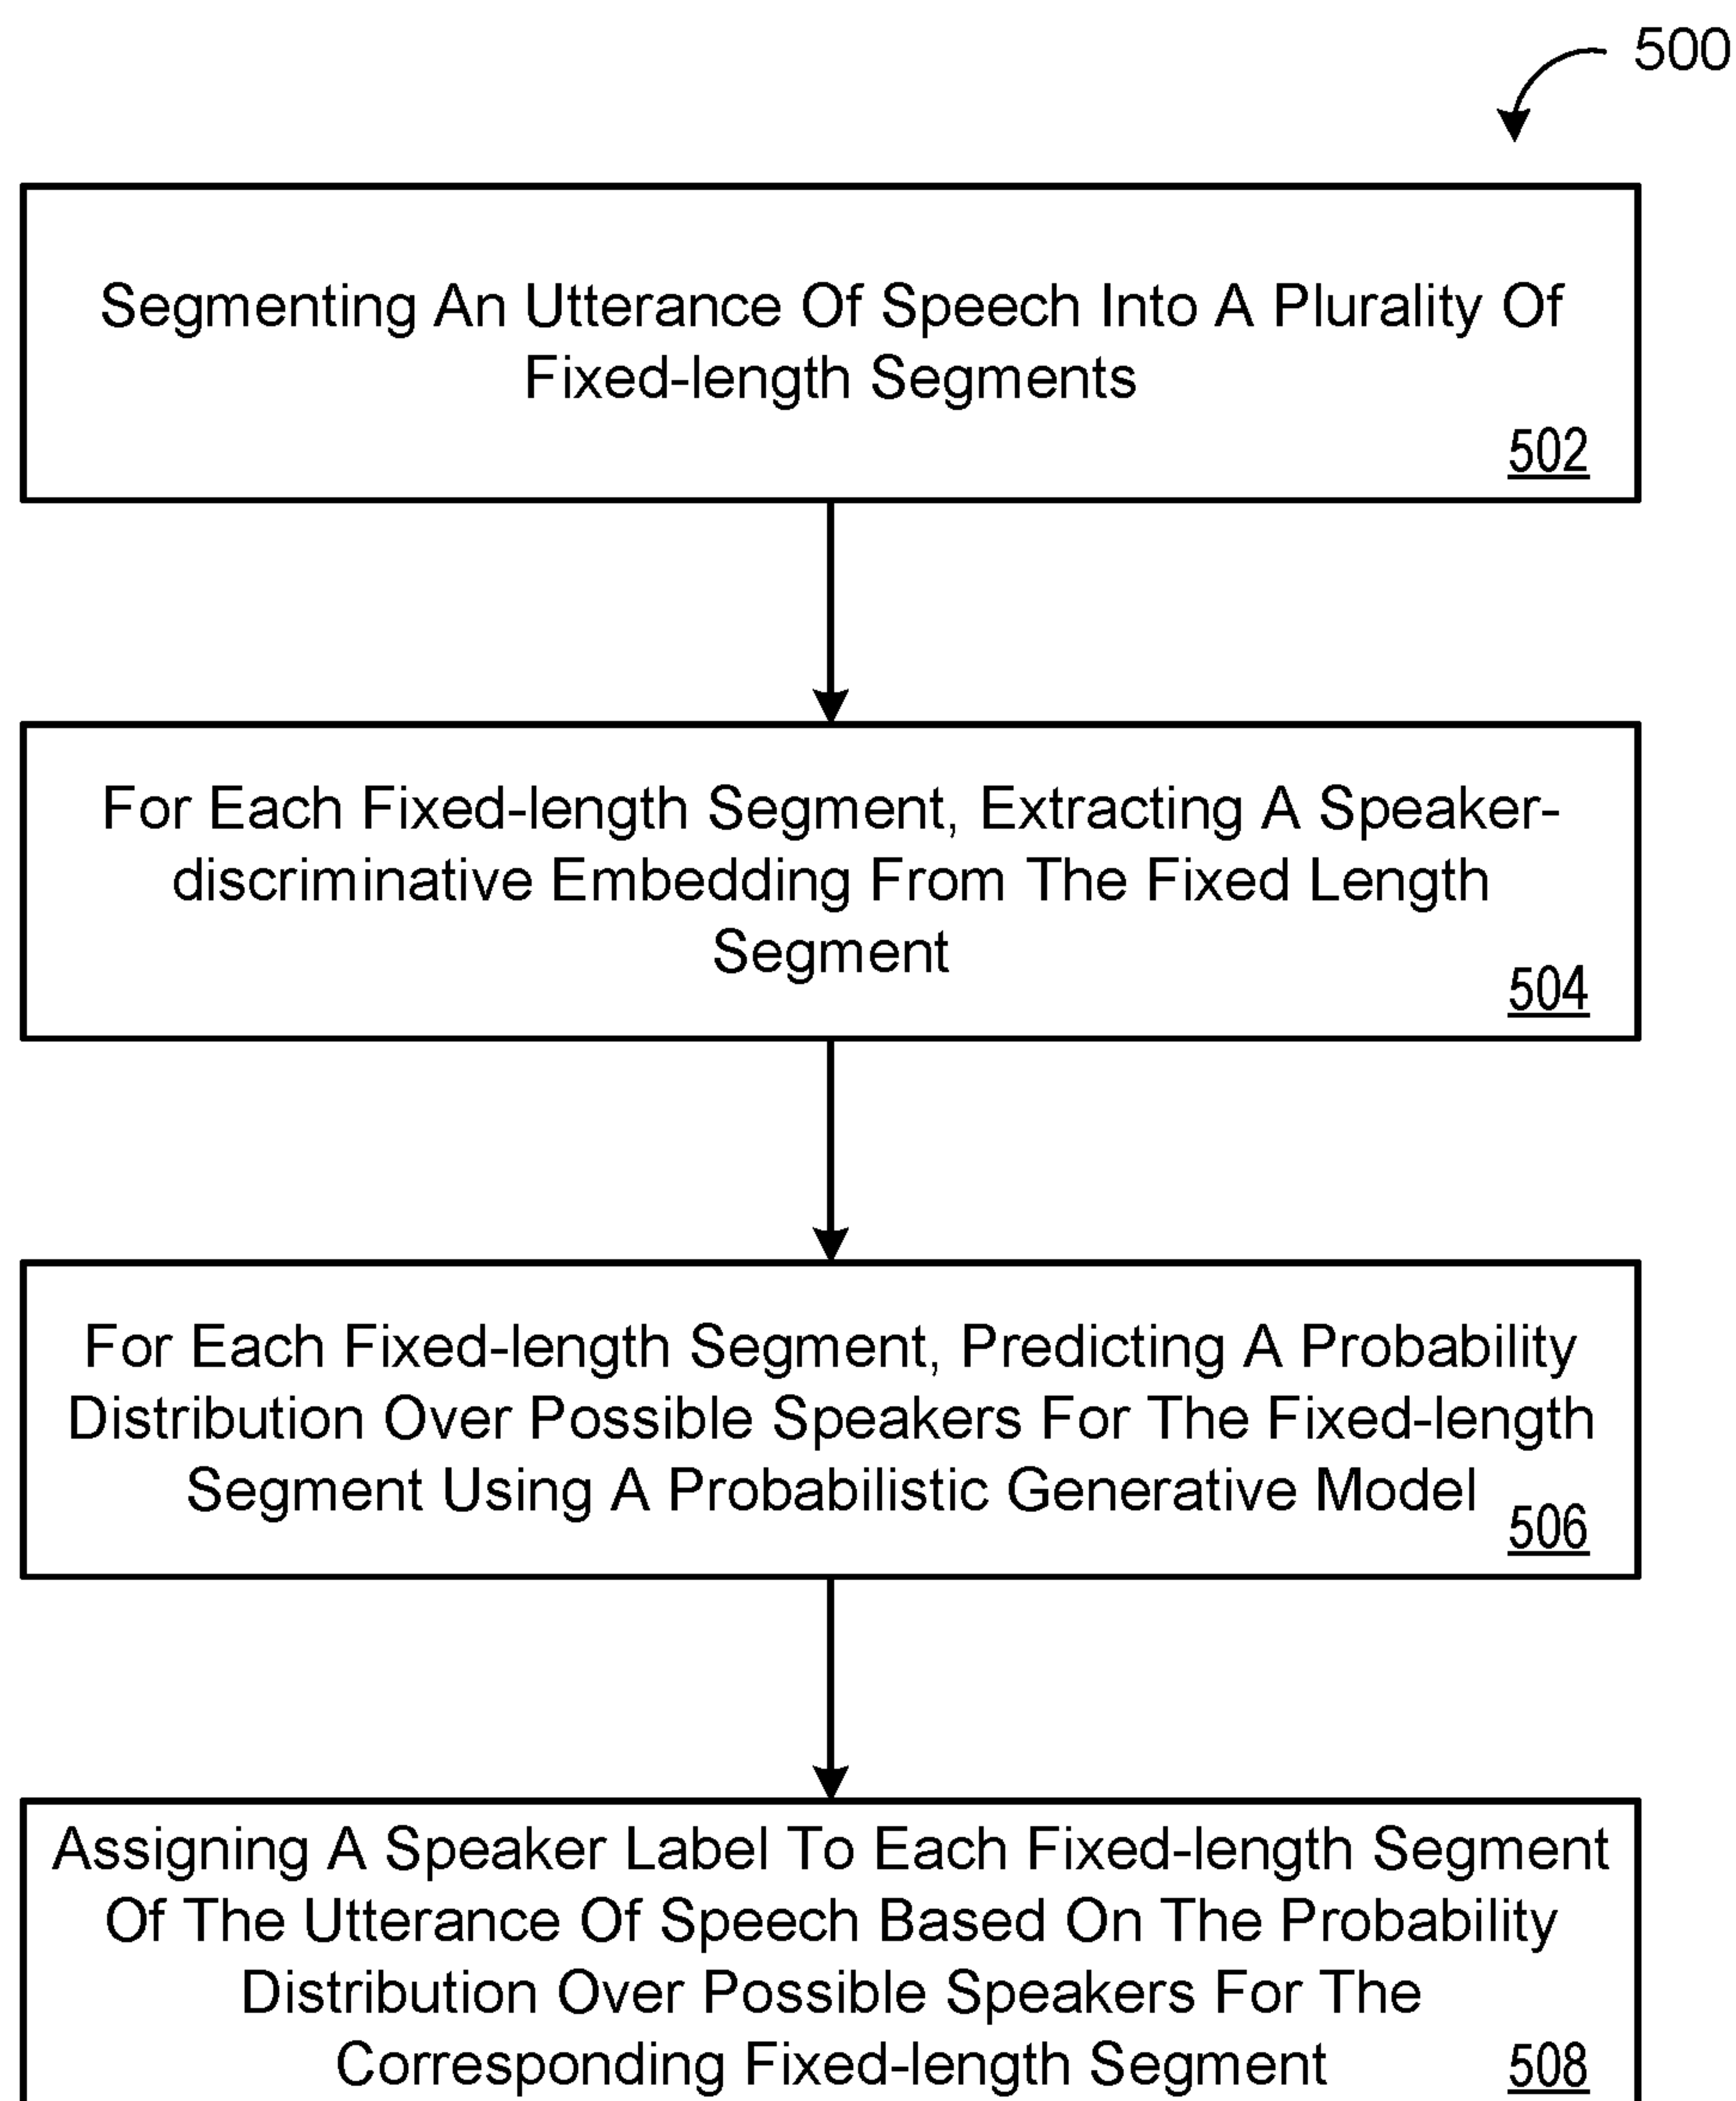 500
Segmenting An Utterance Of Speech Into A Plurality Of
Fixed-length Segments
502
For Each Fixed-length Segment, Extracting A Speaker-
discriminative Embedding From The Fixed Length
Segment
504
For Each Fixed-length Segment, Predicting A Probability
Distribution Over Possible Speakers For The Fixed-length
Segment Using A Probabilistic Generative Model
506
Assigning A Speaker Label To Each Fixed-length Segment
Of The Utterance Of Speech Based On The Probability
Distribution Over Possible Speakers For The
Corresponding Fixed-length Segment
508